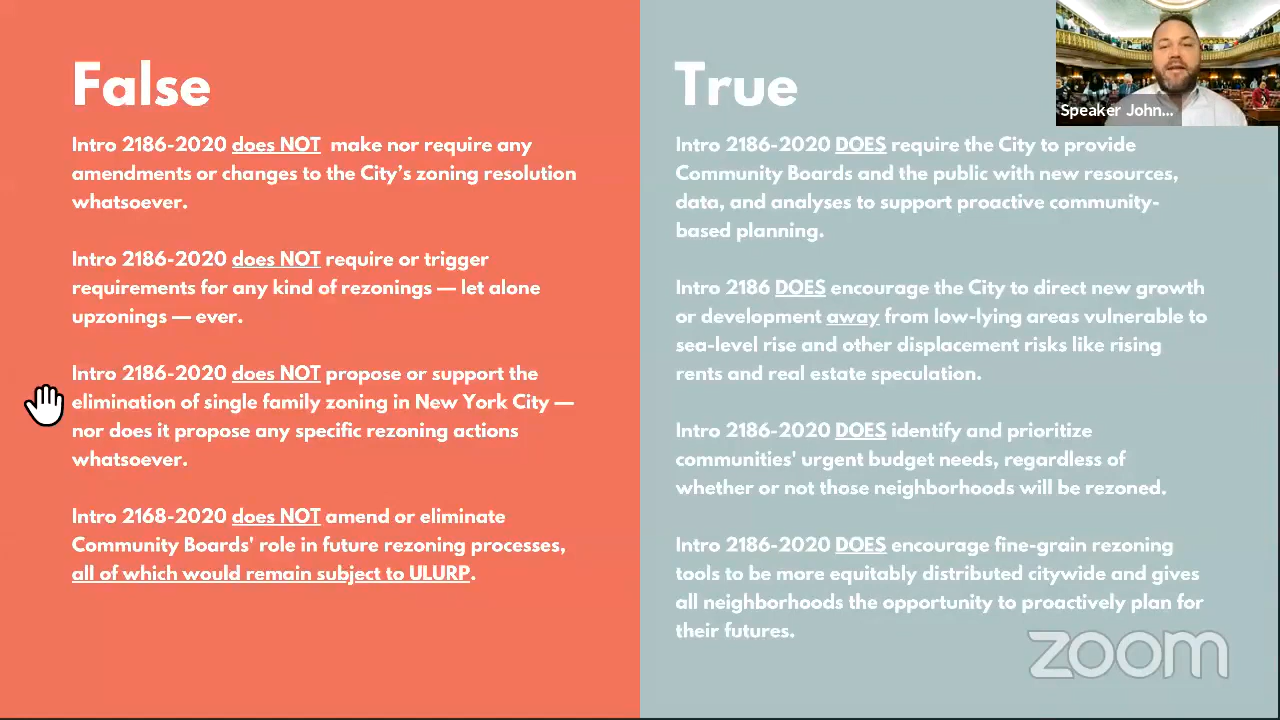 False
Intro 2186-2020 does NOT make nor require any
amendments or changes to the City's zoning resolution
whatsoever.
Intro 2186-2020 does NOT require or trigger
requirements for any kind of rezonings — let alone
upzonings — ever.
Intro 2186-2020 does NOT propose or support the
elimination of single family zoning in New York City —
nor does it propose any specific rezoning actions
whatsoever.
Intro 2168-2020 does NOT amend or eliminate
Community Boards' role in future rezoning processes,
all of which would remain subject to ULURP.
True
Intro 2186-2020 DOES require the City to provide
Community Boards and the public with new resources,
data, and analyses to support proactive community-
based planning.
Intro 2186 DOES encourage the City to direct new growth
or development away from low-lying areas vulnerable to
sea-level rise and other displacement risks like rising
rents and real estate speculation.
Intro 2186-2020 DOES identify and prioritize
communities' urgent budget needs, regardless of
whether or not those neighborhoods will be rezoned.
Intro 2186-2020 DOES encourage fine-grain rezoning
tools to be more equitably distributed citywide and gives
all neighborhoods the opportunity to proactively plan for
their futures.
Speaker John...
zoom